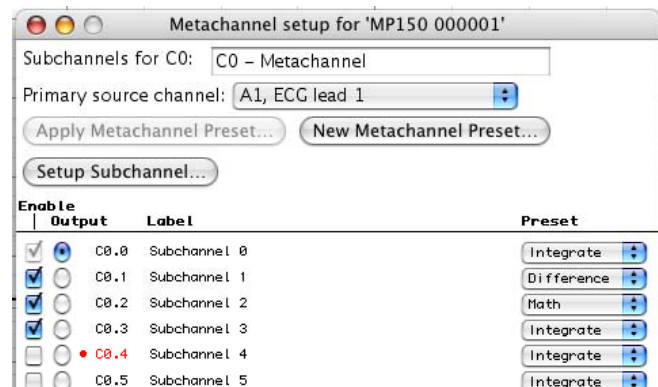 Metachannel setup for 'MP150 000001'
Subchannels for C0: C0 – Metachannel
Primary source channel: A1, ECG lead 1
Apply Metachannel Preset... New Metachannel Preset...
Setup Subchannel...
Enable
| Output Label Preset
C0.0 Subchannel 0 Integrate
C0.1 Subchannel 1 Difference
C0.2 Subchannel 2 Math
C0.3 Subchannel 3 Integrate
• C0.4 Subchannel 4 Integrate
C0.5 Subchannel 5 Integrate